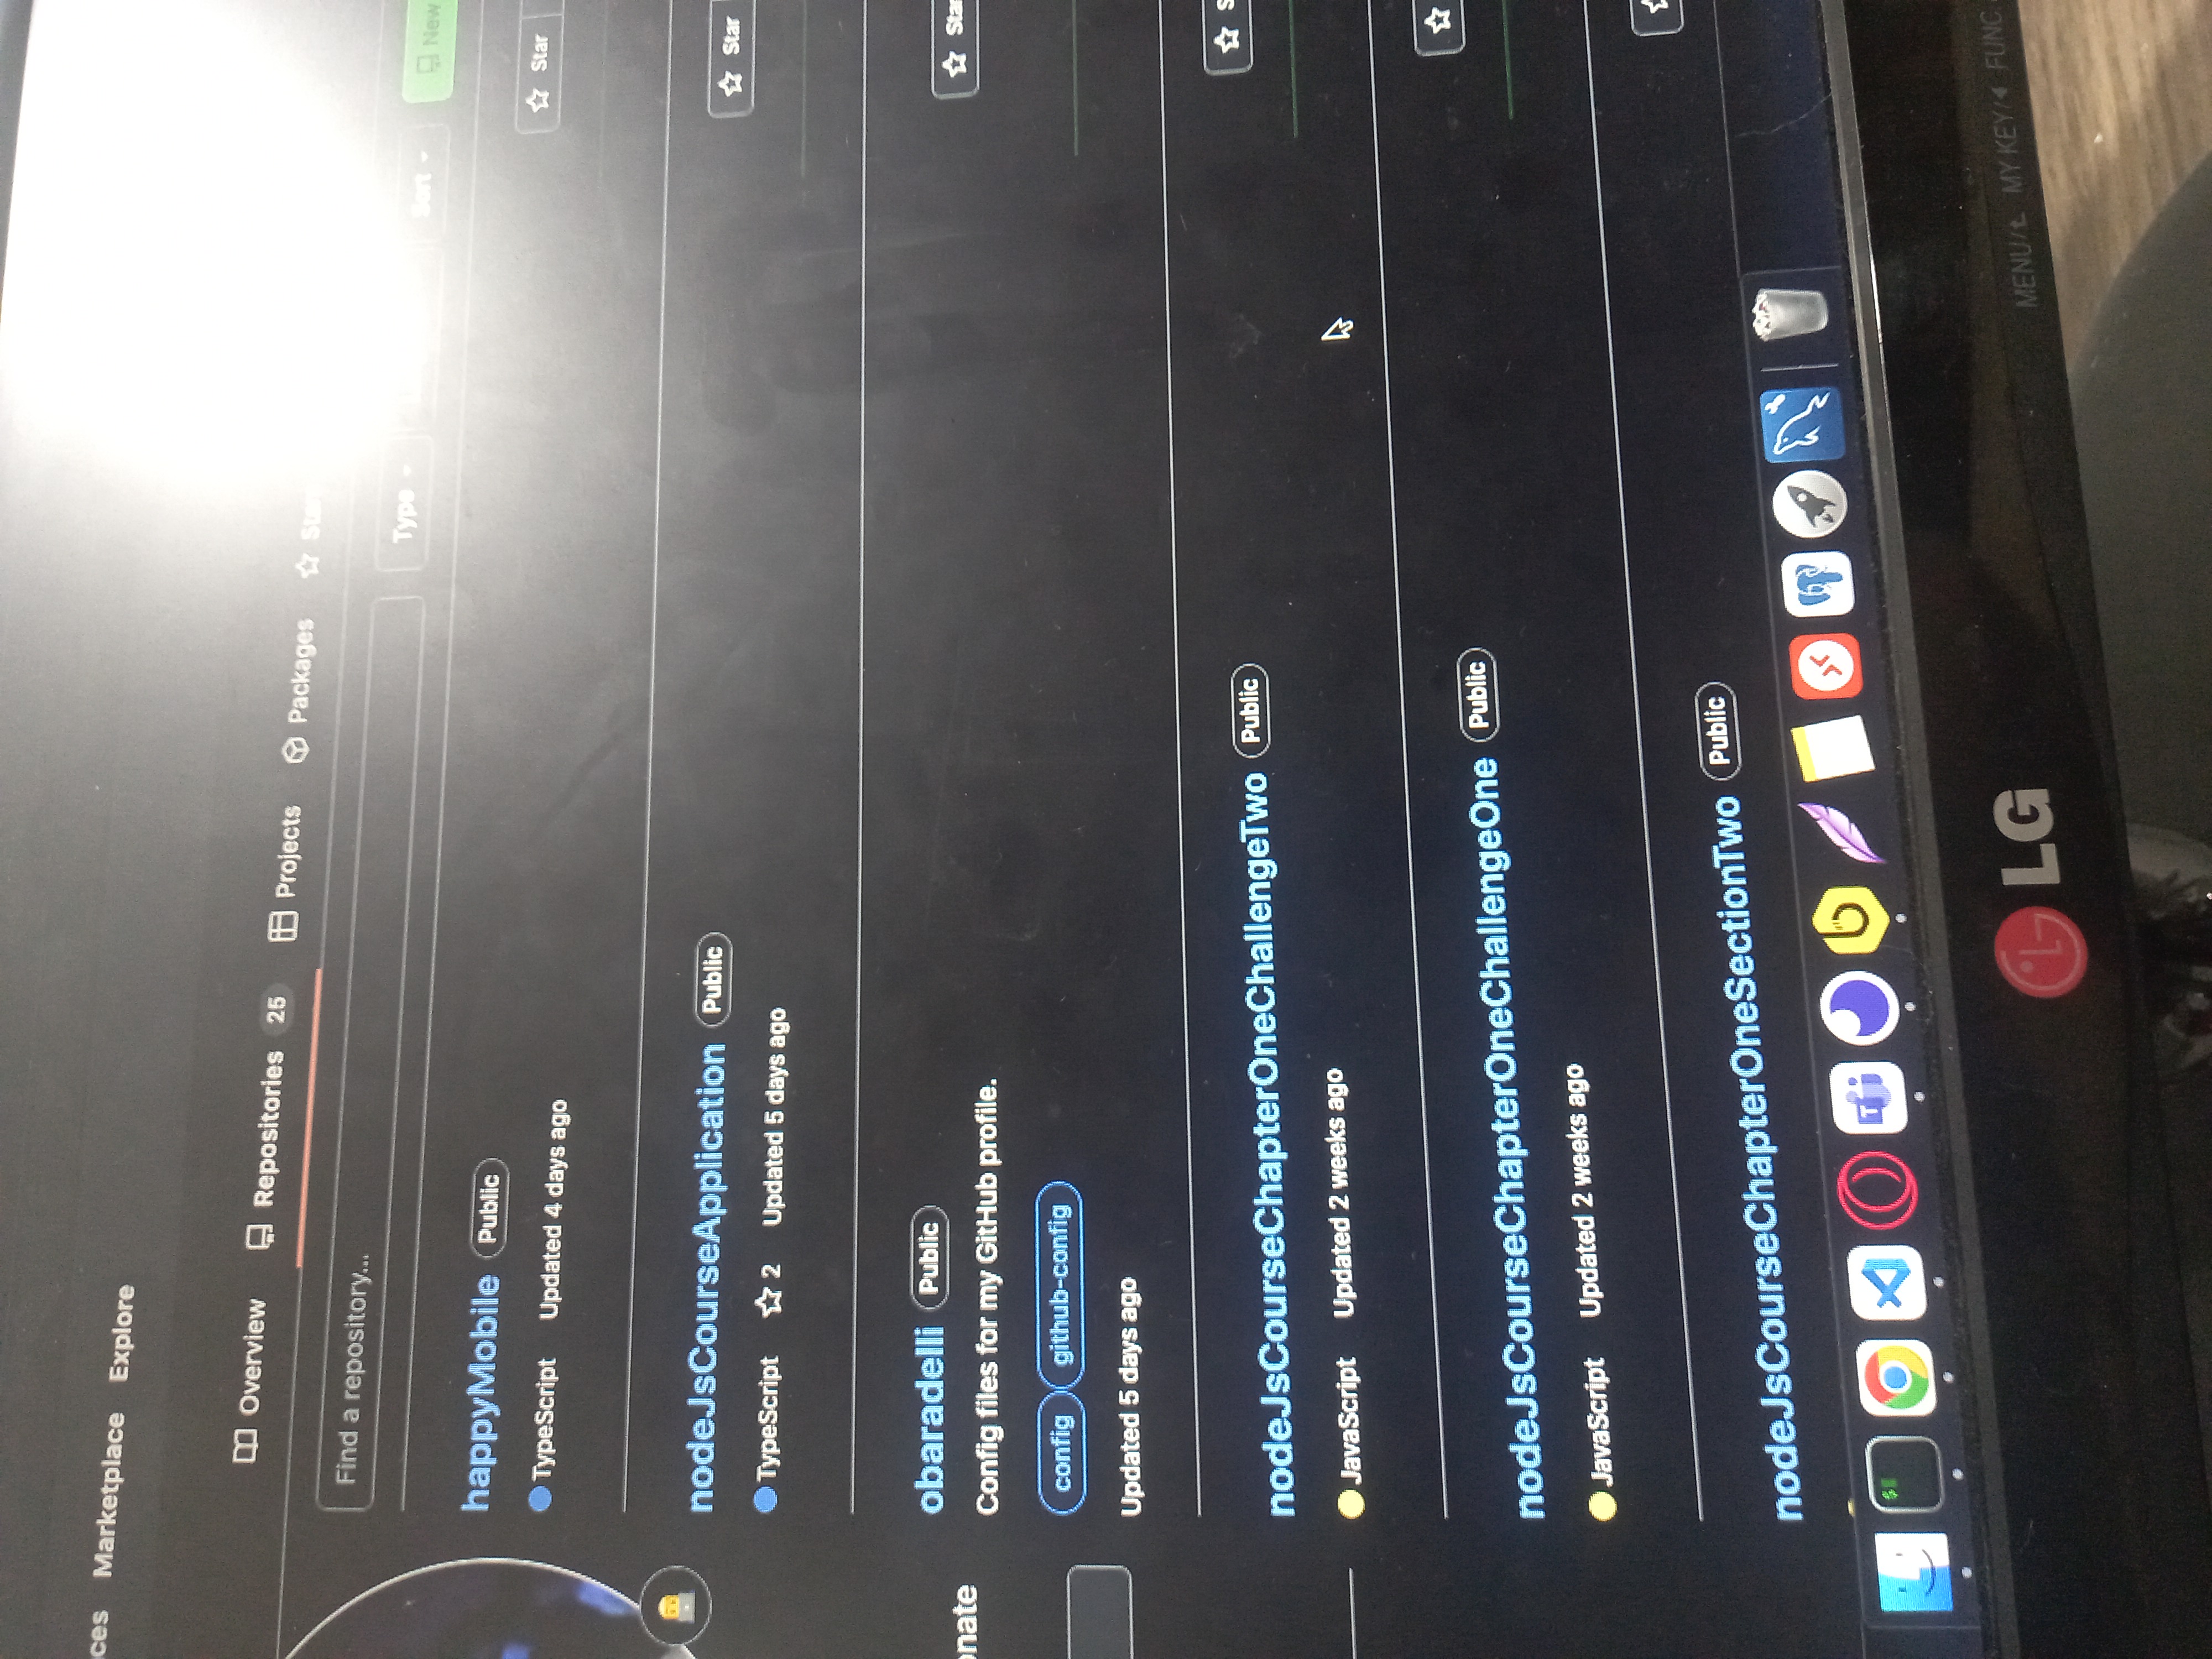 Marketplace Explore
Overview Repositories 25 Projects Packages
Find a repository...
Type Sort New
happyMobile Public
Star
TypeScript Updated 4 days ago
nodeJsCourseApplication Public
Star
TypeScript 2 Updated 5 days ago
obaradelli Public
Config files for my GitHub profile.
config github-config
Updated 5 days ago
nodeJsCourseChapterOneChallengeTwo Public
JavaScript Updated 2 weeks ago
nodeJsCourseChapterOneChallengeOne Public
JavaScript Updated 2 weeks ago
nodeJsCourseChapterOneSectionTwo Public
LG
MENU/ MY KEY/ FUNC.